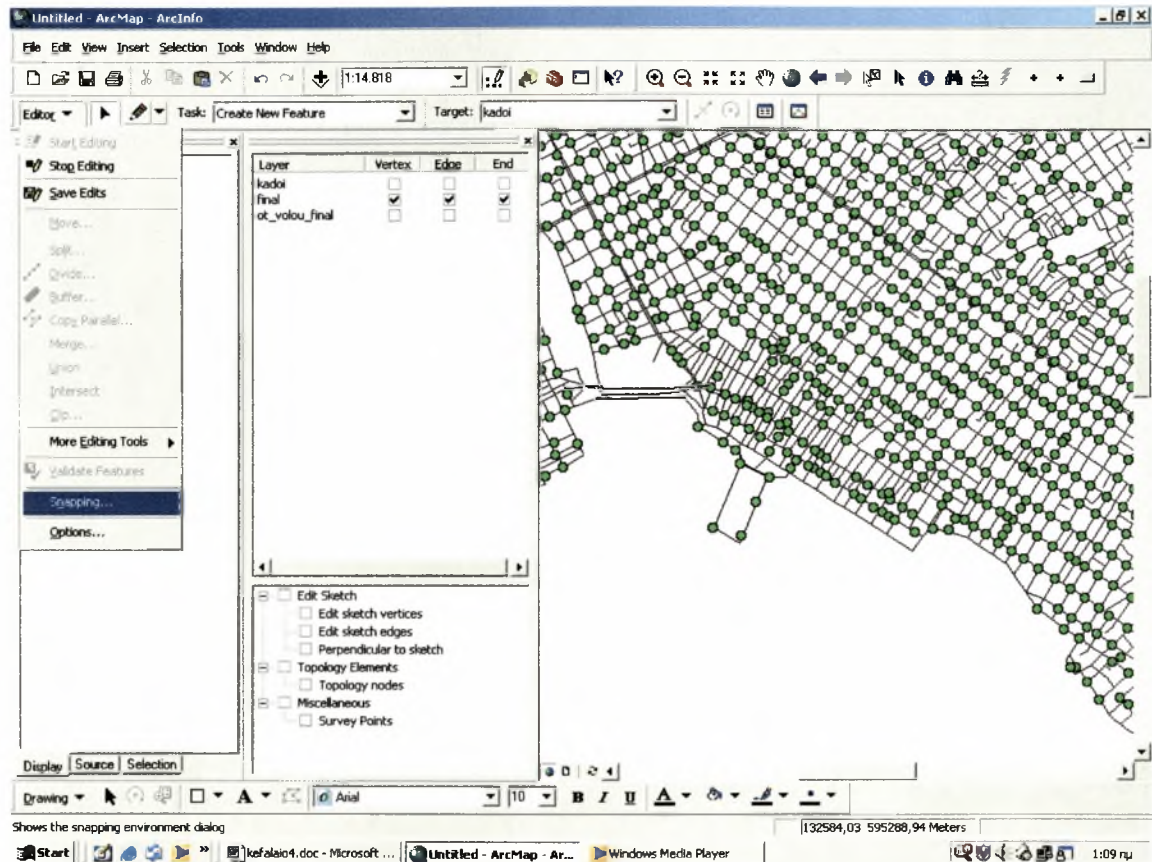 Untitled - ArcMap - ArcInfo
File Edit View Insert Selection Tools Window Help
1:14.818
Editor Task: Create New Feature Target: kadoi
Start Editing
Stop Editing
Save Edits
Move...
Split...
Divide...
Buffer...
Copy Parallel...
Merge...
Union
Intersect
Clip...
More Editing Tools
Validate Features
Snapping...
Options...
Layer Vertex Edge End
kadoi
final
ot_volou_final
Edit Sketch
Edit sketch vertices
Edit sketch edges
Perpendicular to sketch
Topology Elements
Topology nodes
Miscellaneous
Survey Points
Display Source Selection
Drawing A Arial 10 B I U A
Shows the snapping environment dialog 132584,03 595288,94 Meters
Start » kefalaio4.doc - Microsoft ... Untitled - ArcMap - Ar... Windows Media Player 1:09 πμ